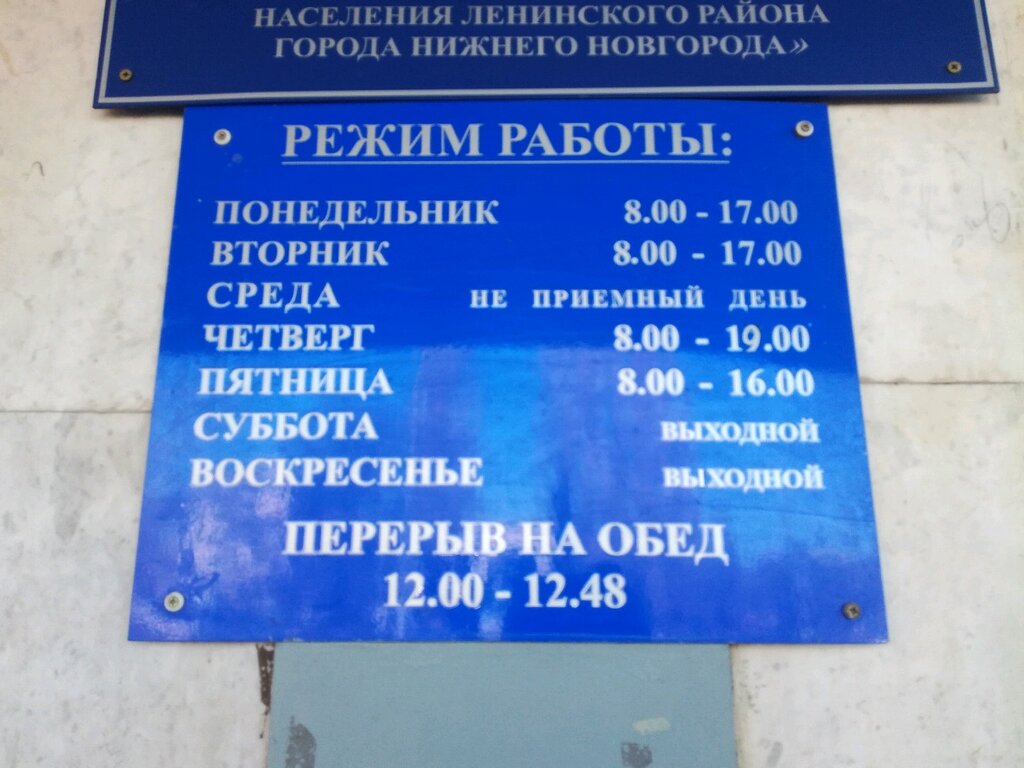 НАСЕЛЕНИЯ ЛЕНИНСКОГО РАЙОНА
ГОРОДА НИЖНЕГО НОВГОРОДА»
РЕЖИМ РАБОТЫ:
ПОНЕДЕЛЬНИК 8.00 - 17.00
ВТОРНИК 8.00 - 17.00
СРЕДА НЕ ПРИЕМНЫЙ ДЕНЬ
ЧЕТВЕРГ 8.00 - 19.00
ПЯТНИЦА 8.00 - 16.00
СУББОТА ВЫХОДНОЙ
ВОСКРЕСЕНЬЕ ВЫХОДНОЙ
ПЕРЕРЫВ НА ОБЕД
12.00 - 12.48